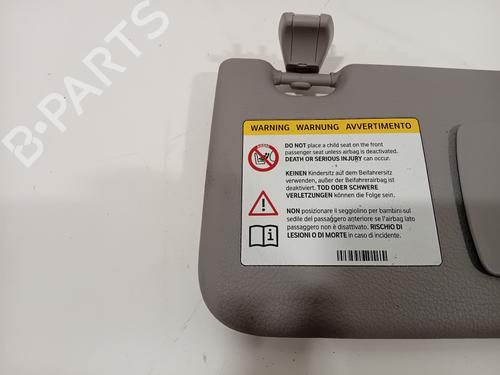 B-PARTS
WARNING WARNUNG AVVERTIMENTO
DO NOT place a child seat on the front
passenger seat unless airbag is deactivated.
DEATH OR SERIOUS INJURY can occur.
KEINEN Kindersitz auf dem Beifahrersitz
verwenden, außer der Beifahrerairbag ist
deaktiviert. TOD ODER SCHWERE
VERLETZUNGEN können die Folge sein.
NON posizionare il seggiolino per bambini sul
sedile del passaggero anteriore se l'airbag lato
passaggero non è disattivato. RISCHIO DI
LESIONI O DI MORTE in caso di incidente.